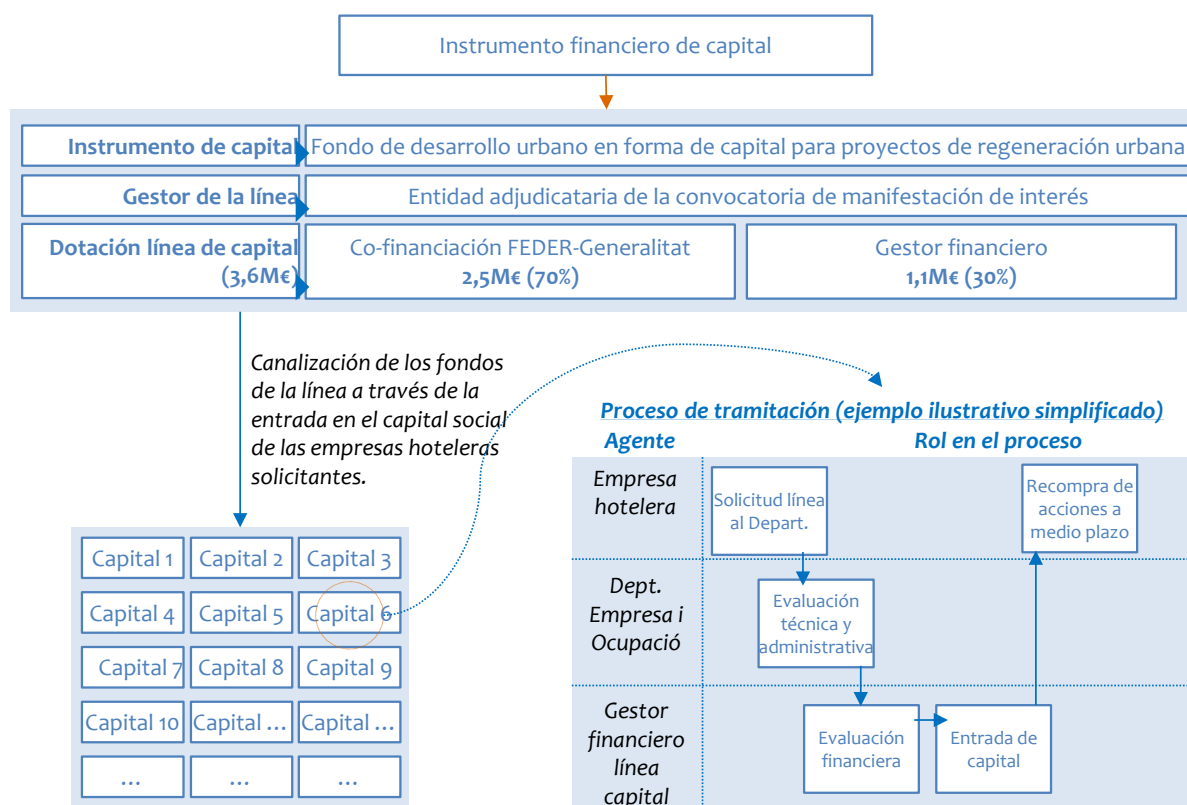 Instrumento financiero de capital
Instrumento de capital
Fondo de desarrollo urbano en forma de capital para proyectos de regeneración urbana
Gestor de la línea
Entidad adjudicataria de la convocatoria de manifestación de interés
Dotación línea de capital
(3,6M€)
Co-financiación FEDER-Generalitat
2,5M€ (70%)
Gestor financiero
1,1M€ (30%)
Canalización de los fondos
de la línea a través de la
entrada en el capital social
de las empresas hoteleras
solicitantes.
Capital 1
Capital 2
Capital 3
Capital 4
Capital 5
Capital 6
Capital 7
Capital 8
Capital 9
Capital 10
Capital ...
Capital ...
...
...
...
Proceso de tramitación (ejemplo ilustrativo simplificado)
Agente
Rol en el proceso
Empresa
hotelera
Solicitud línea
al Depart.
Recompra de
acciones a
medio plazo
Dept.
Empresa i
Ocupació
Evaluación
técnica y
administrativa
Gestor
financiero
línea
capital
Evaluación
financiera
Entrada de
capital